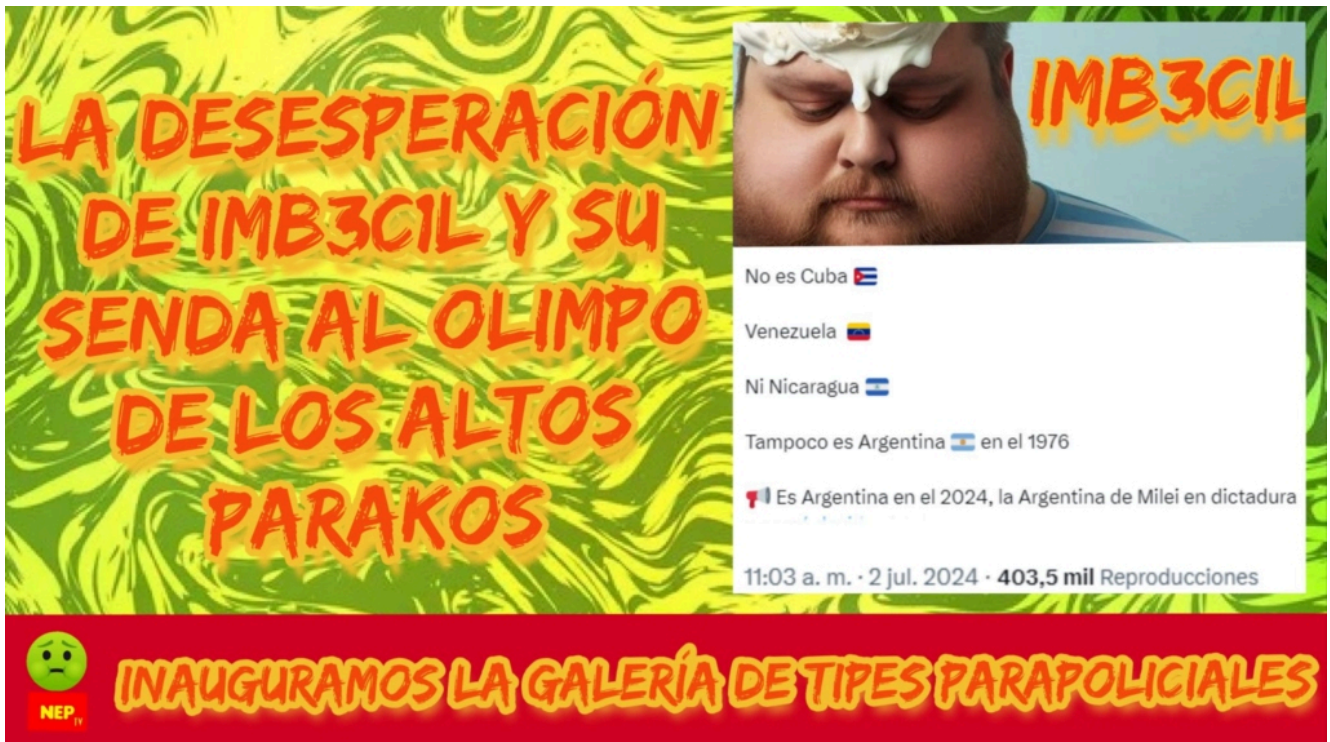 LA DESESPERACIÓN
DE IMB3C1L Y SU
SENDA AL OLIMPO
DE LOS ALTOS
PARAKOS
IMB3CIL
No es Cuba 🇨🇺
Venezuela 🇻🇪
Ni Nicaragua 🇳🇮
Tampoco es Argentina 🇦🇷 en el 1976
📢 Es Argentina en el 2024, la Argentina de Milei en dictadura
11:03 a. m. · 2 jul. 2024 · 403,5 mil Reproducciones
NEP TV
INAUGURAMOS LA GALERÍA DE TIPES PARAPOLICIALES